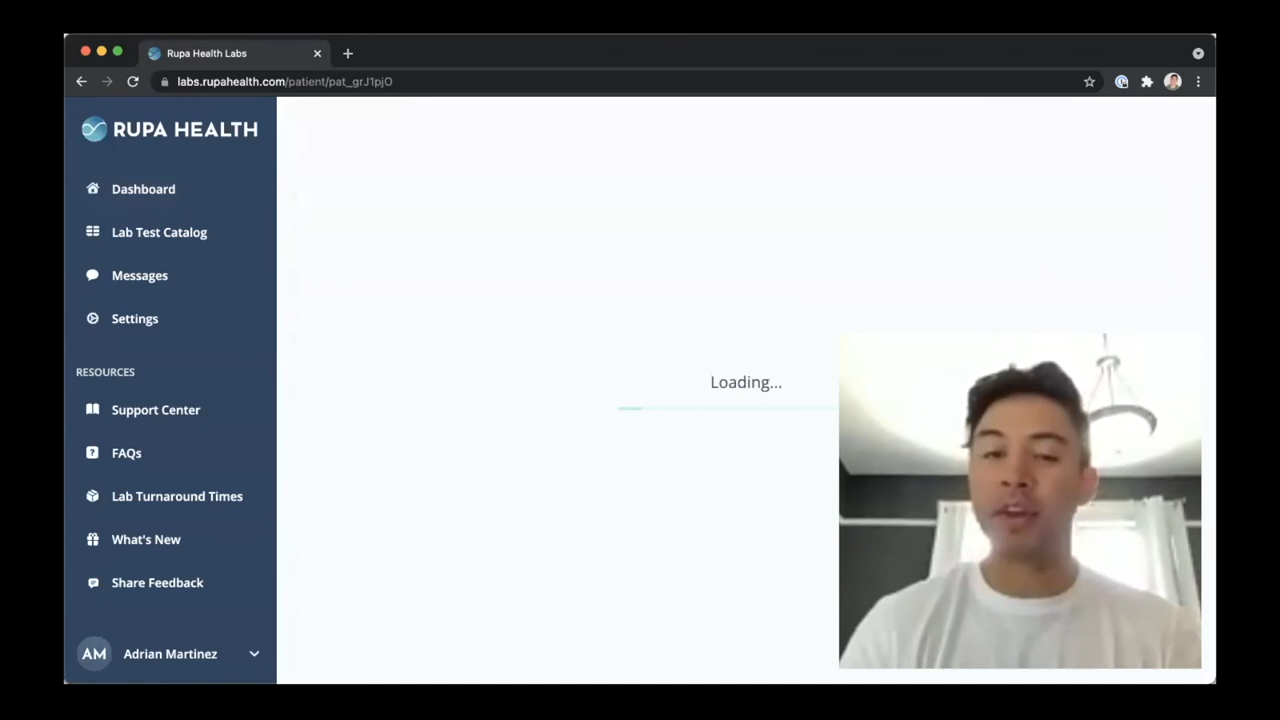 Rupa Health Labs
labs.rupahealth.com/patient/pat_grJ1pjO
RUPA HEALTH
Dashboard
Lab Test Catalog
Messages
Settings
RESOURCES
Support Center
FAQs
Lab Turnaround Times
What's New
Share Feedback
AM Adrian Martinez
Loading...